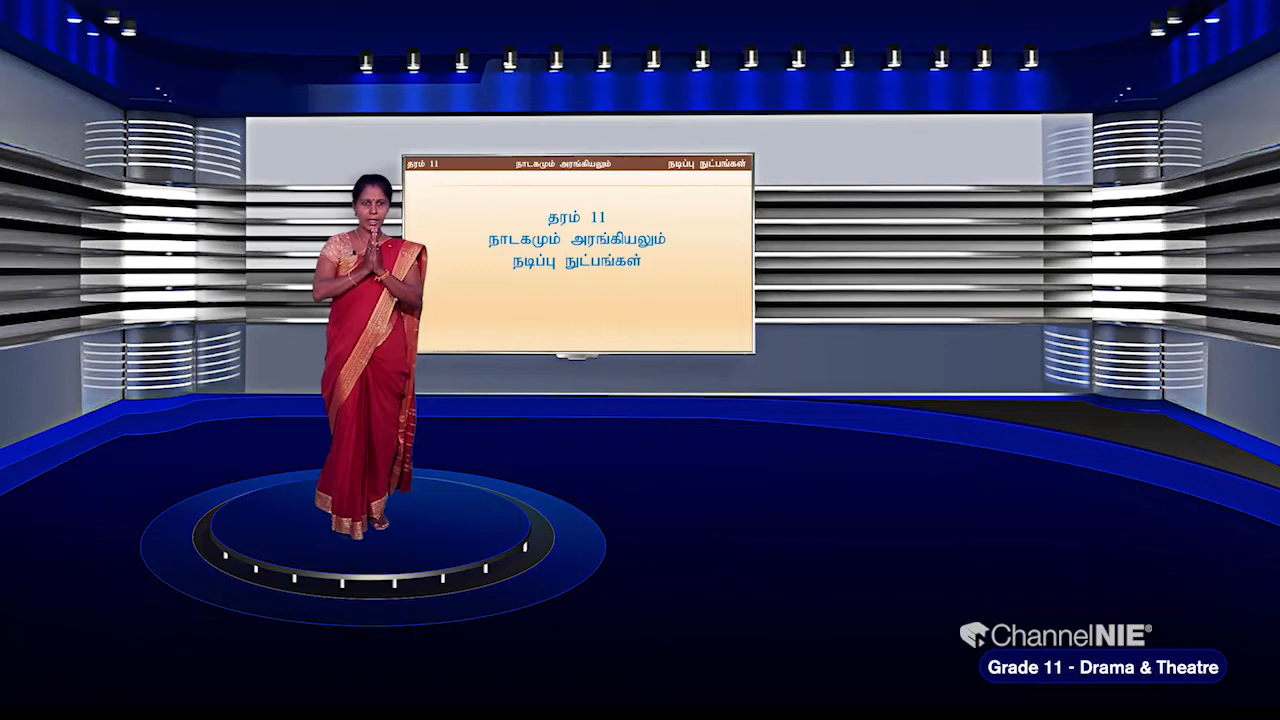 தரம் 11 நாடகமும் அரங்கியலும் நடிப்பு நுட்பங்கள்
தரம் 11
நாடகமும் அரங்கியலும்
நடிப்பு நுட்பங்கள்
ChannelNIE®
Grade 11 - Drama & Theatre